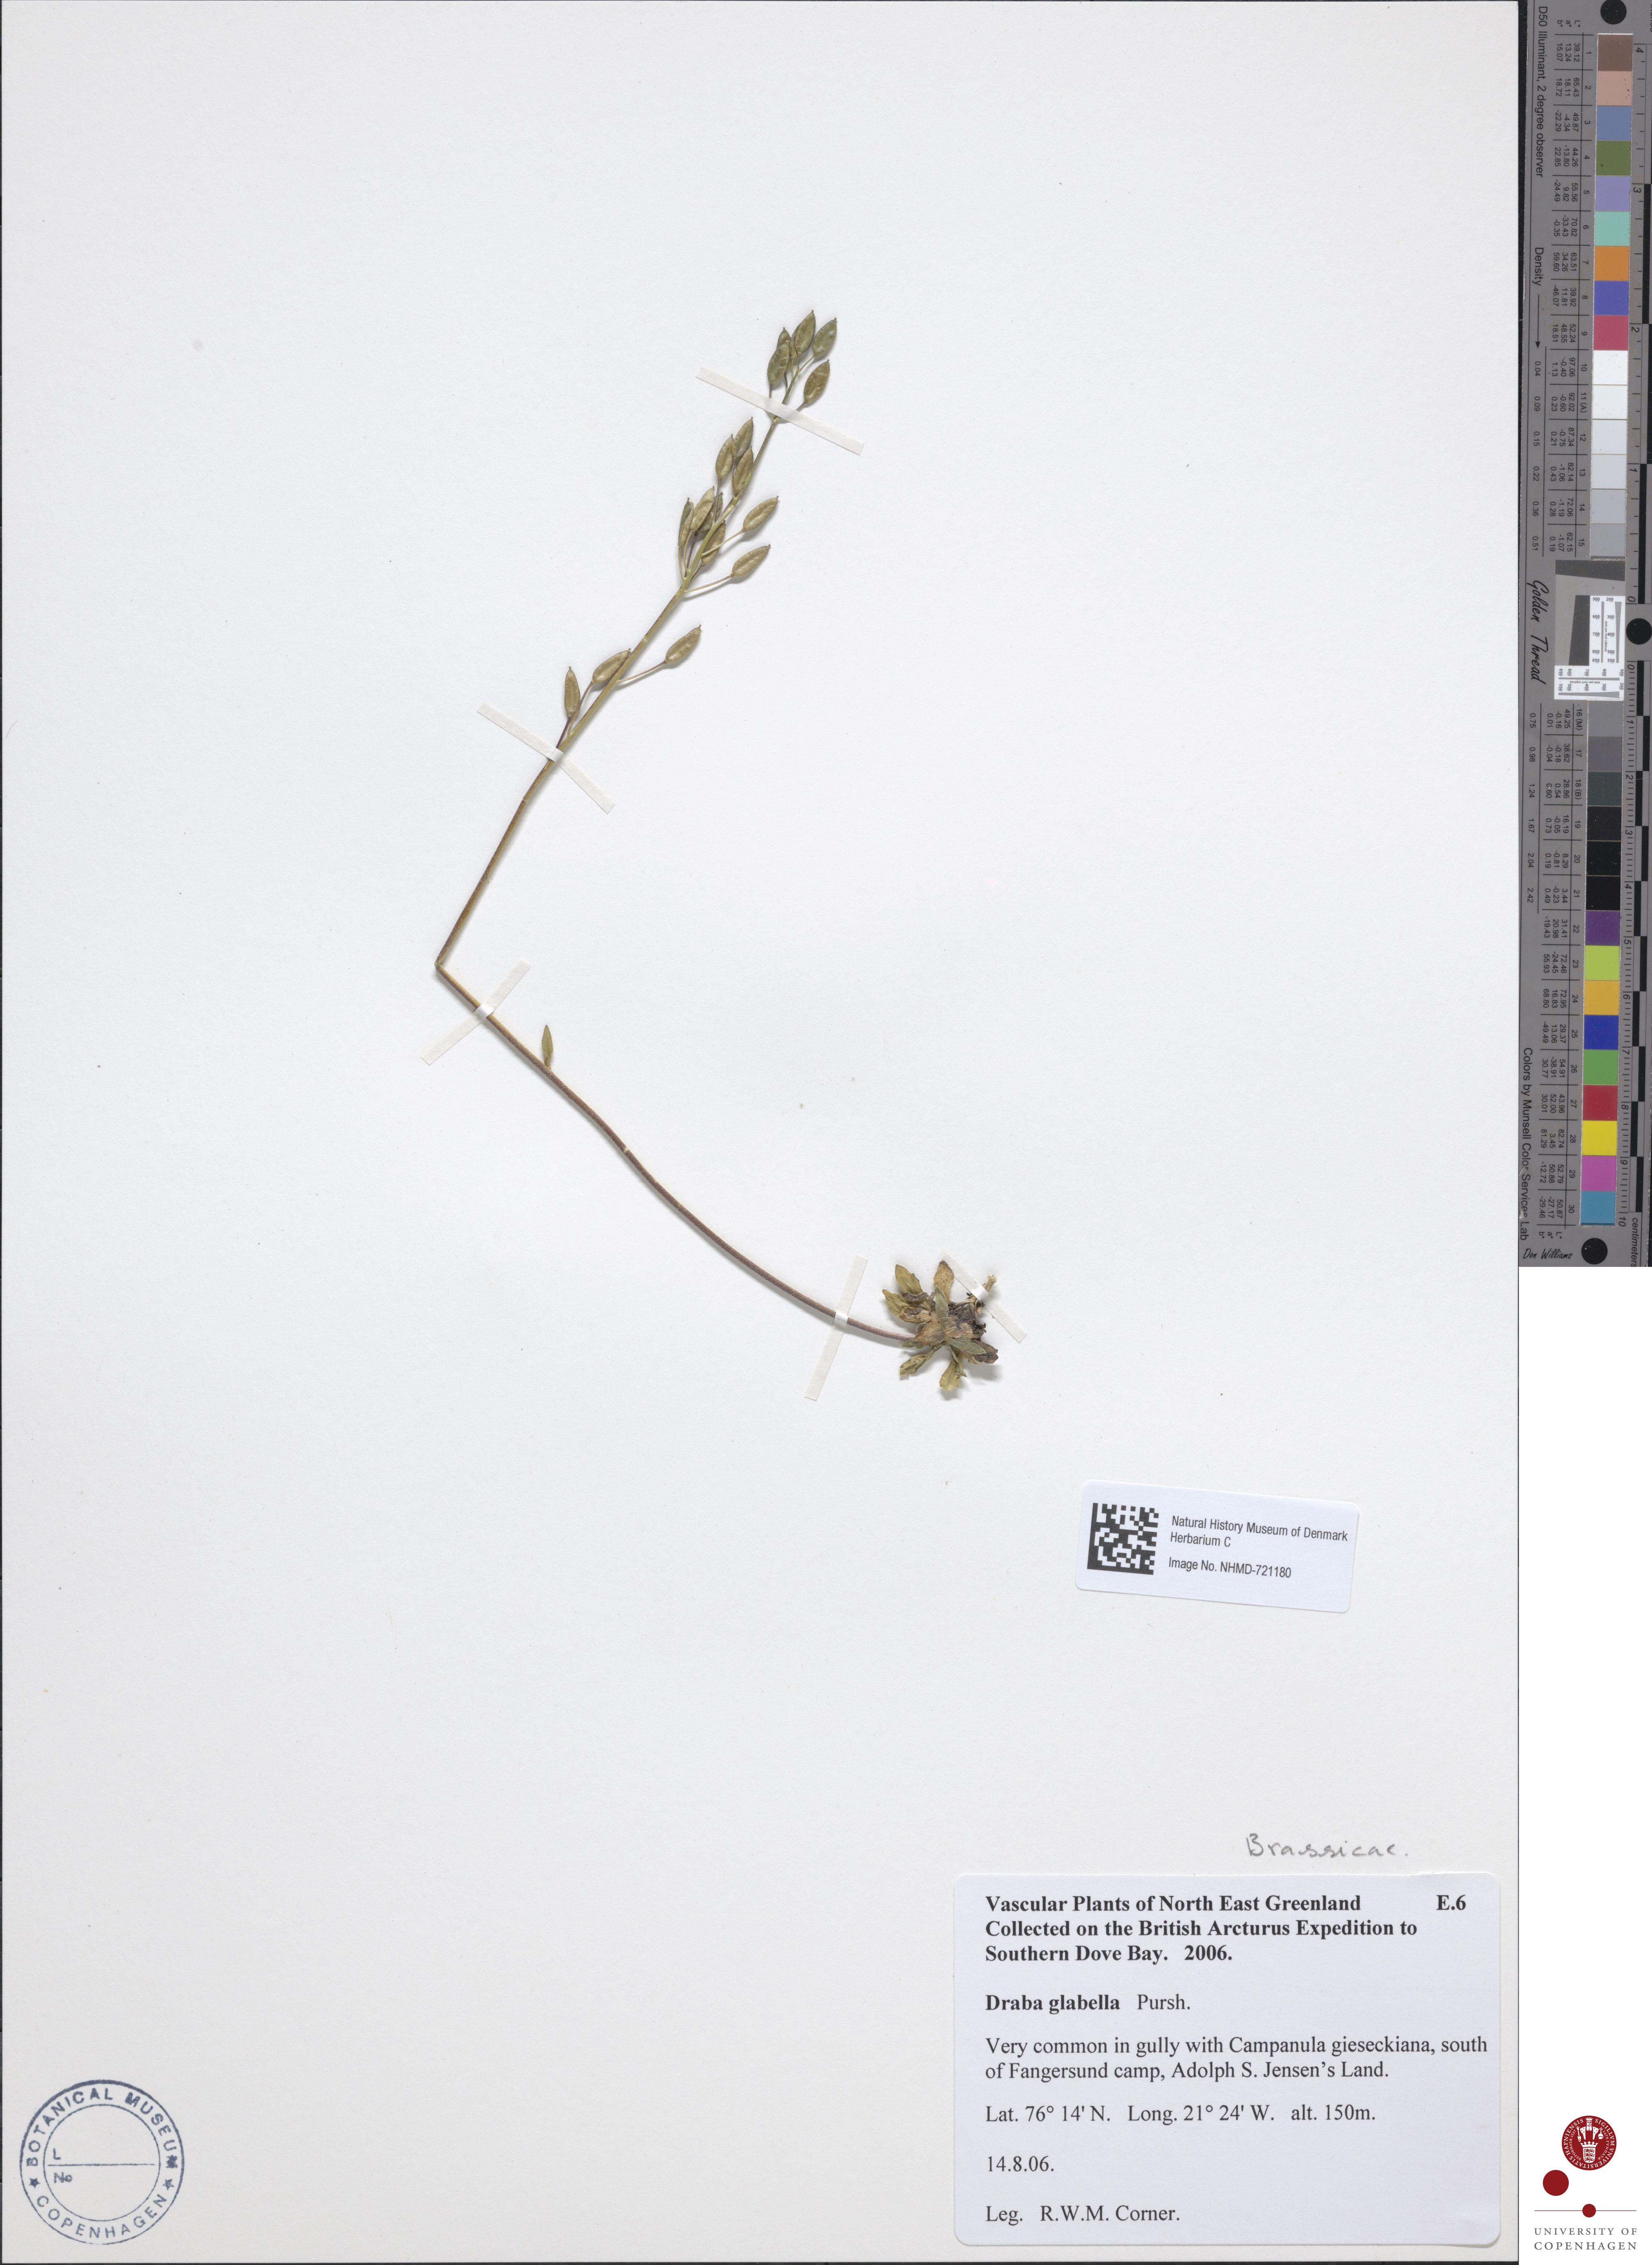 Natural History Museum of Denmark
Herbarium C
Image No. NHMD-721180
Brassicac.
Vascular Plants of North East Greenland E.6
Collected on the British Arcturus Expedition to
Southern Dove Bay. 2006.
Draba glabella Pursh.
Very common in gully with Campanula gieseckiana, south
of Fangersund camp, Adolph S. Jensen's Land.
Lat. 76° 14' N. Long. 21° 24' W. alt. 150m.
14.8.06.
Leg. R.W.M. Corner.
BOTANICAL MUSEUM
L
No
COPENHAGEN
D50 Illuminant, 2 degree observer
Density
Golden Thread
Colors by Munsell Color Services Lab
Don Williams
centimeters
UNIVERSITY OF
COPENHAGEN